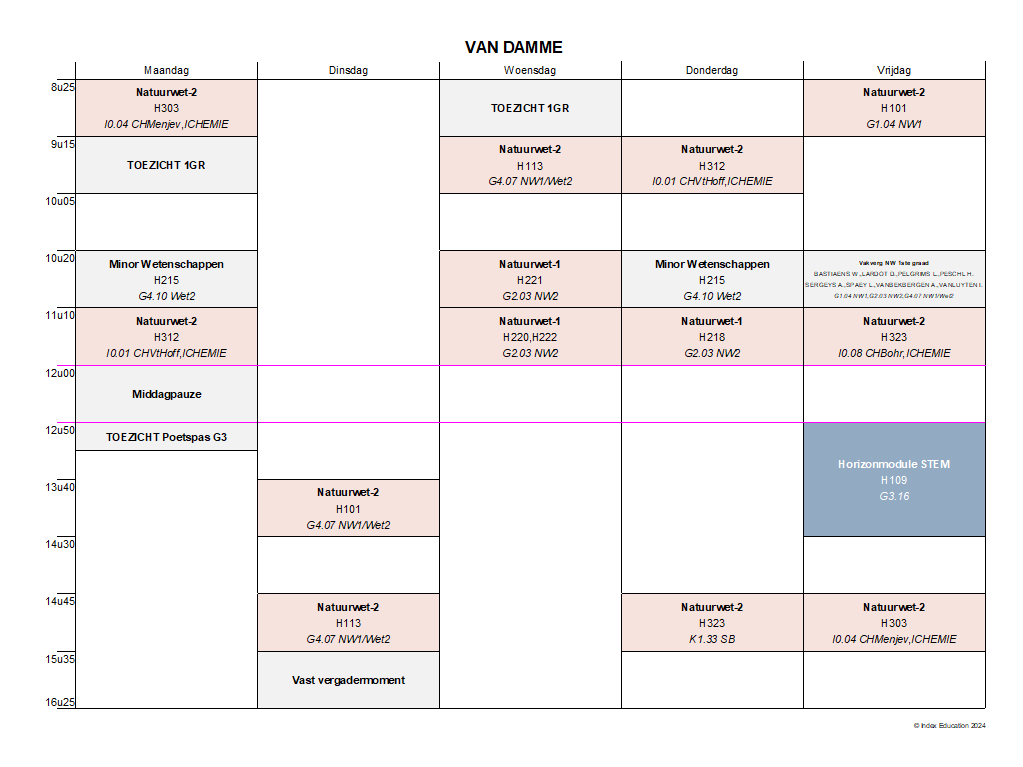 VAN DAMME
Maandag Dinsdag Woensdag Donderdag Vrijdag
8u25
Natuurwet-2
H303
I0.04 CHMenjev,ICHEMIE
TOEZICHT 1GR
Natuurwet-2
H101
G1.04 NW1
9u15
TOEZICHT 1GR
Natuurwet-2
H113
G4.07 NW1/Wet2
Natuurwet-2
H312
I0.01 CHVtHoff,ICHEMIE
10u05
10u20
Minor Wetenschappen
H215
G4.10 Wet2
Natuurwet-1
H221
G2.03 NW2
Minor Wetenschappen
H215
G4.10 Wet2
Vakverg NW 1ste graad
BASTIAENS W.,LARDOT D.,PELGRIMS L.,PESCHL H.
SERGEYS A.,SPAEY L.,VANBEKBERGEN A.,VANLUYTEN I.
G1.04 NW1,G2.03 NW2,G4.07 NW1/Wet2
11u10
Natuurwet-2
H312
I0.01 CHVtHoff,ICHEMIE
Natuurwet-1
H220,H222
G2.03 NW2
Natuurwet-1
H218
G2.03 NW2
Natuurwet-2
H323
I0.08 CHBohr,ICHEMIE
12u00
Middagpauze
12u50
TOEZICHT Poetspas G3
Horizonmodule STEM
H109
G3.16
13u40
Natuurwet-2
H101
G4.07 NW1/Wet2
14u30
14u45
Natuurwet-2
H113
G4.07 NW1/Wet2
Natuurwet-2
H323
K1.33 SB
Natuurwet-2
H303
I0.04 CHMenjev,ICHEMIE
15u35
Vast vergadermoment
16u25
© Index Education 2024